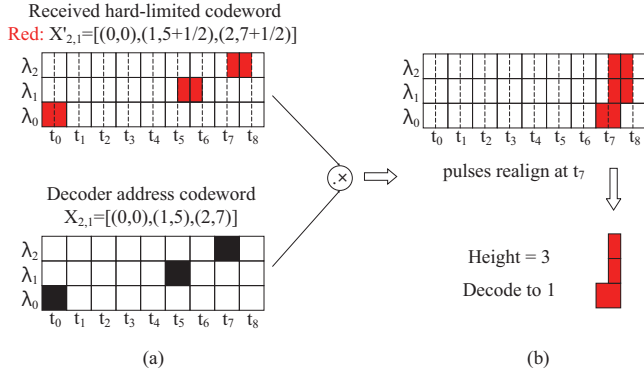 Received hard-limited codeword
Red: X'2,1=[(0,0),(1,5+1/2),(2,7+1/2)]
λ2
λ1
λ0
t0 t1 t2 t3 t4 t5 t6 t7 t8
Decoder address codeword
X2,1=[(0,0),(1,5),(2,7)]
λ2
λ1
λ0
t0 t1 t2 t3 t4 t5 t6 t7 t8
(a)
.×
λ2
λ1
λ0
t0 t1 t2 t3 t4 t5 t6 t7 t8
pulses realign at t7
Height = 3
Decode to 1
(b)